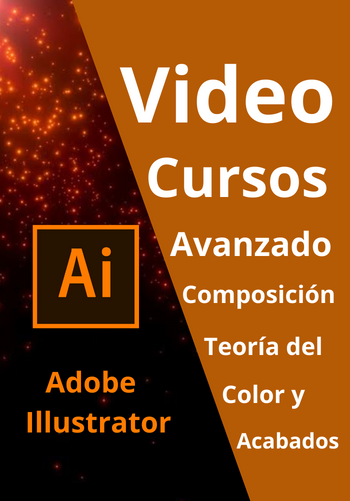 Video
Cursos
Avanzado
Composición
Teoría del
Color y
Acabados
Ai
Adobe
Illustrator